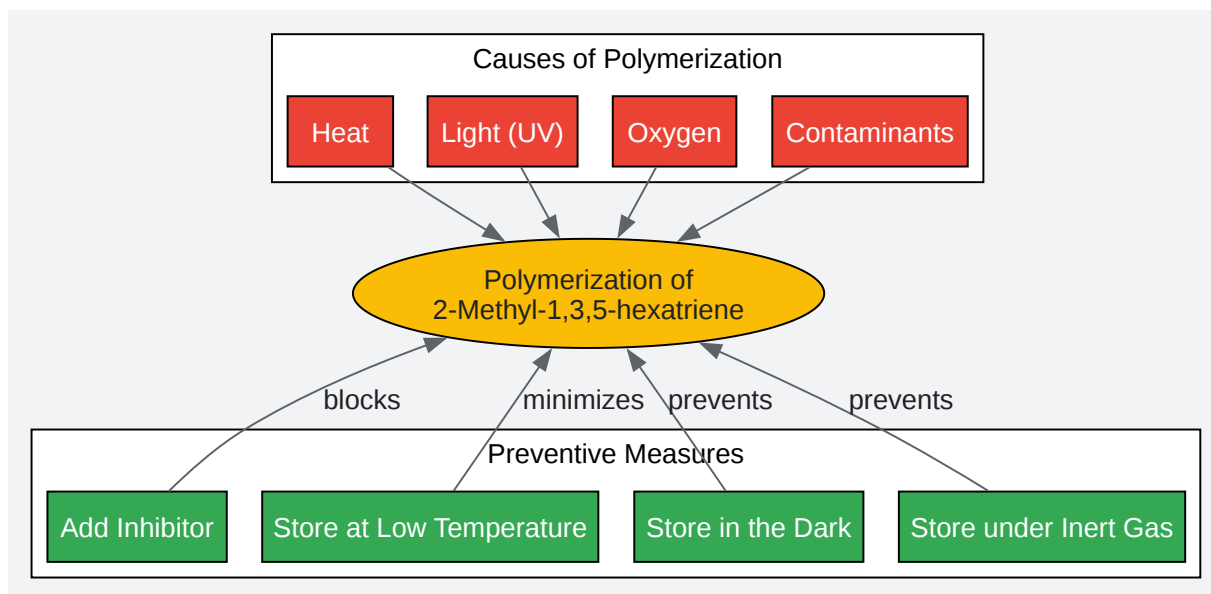 Causes of Polymerization
Heat
Light (UV)
Oxygen
Contaminants
Polymerization of
2-Methyl-1,3,5-hexatriene
blocks
minimizes
prevents
prevents
Preventive Measures
Add Inhibitor
Store at Low Temperature
Store in the Dark
Store under Inert Gas